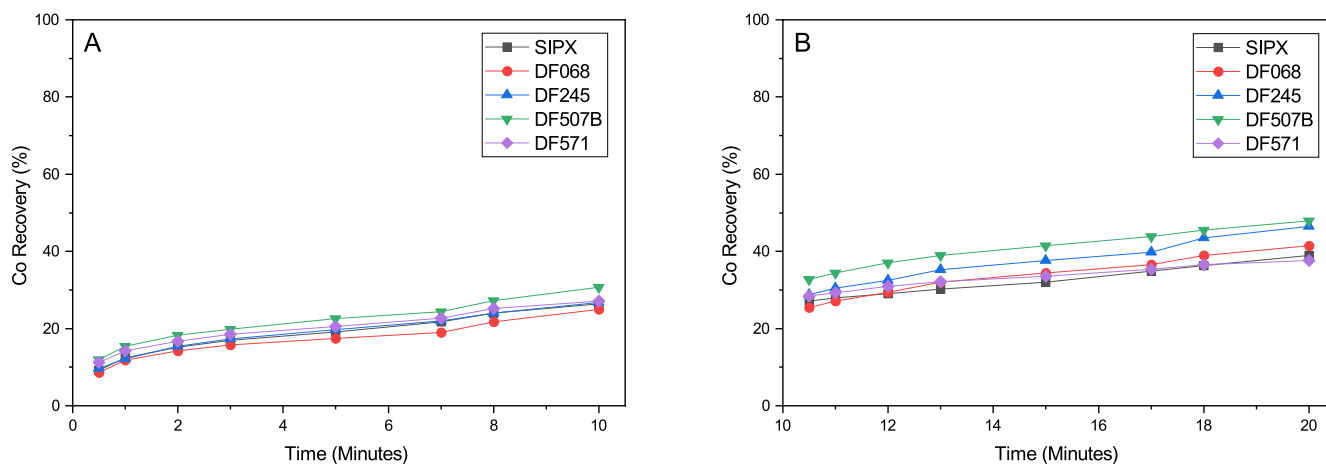 A
SIPX
DF068
DF245
DF507B
DF571
100
80
60
40
20
0
Co Recovery (%)
0 2 4 6 8 10
Time (Minutes)
B
SIPX
DF068
DF245
DF507B
DF571
100
80
60
40
20
0
Co Recovery (%)
10 12 14 16 18 20
Time (Minutes)